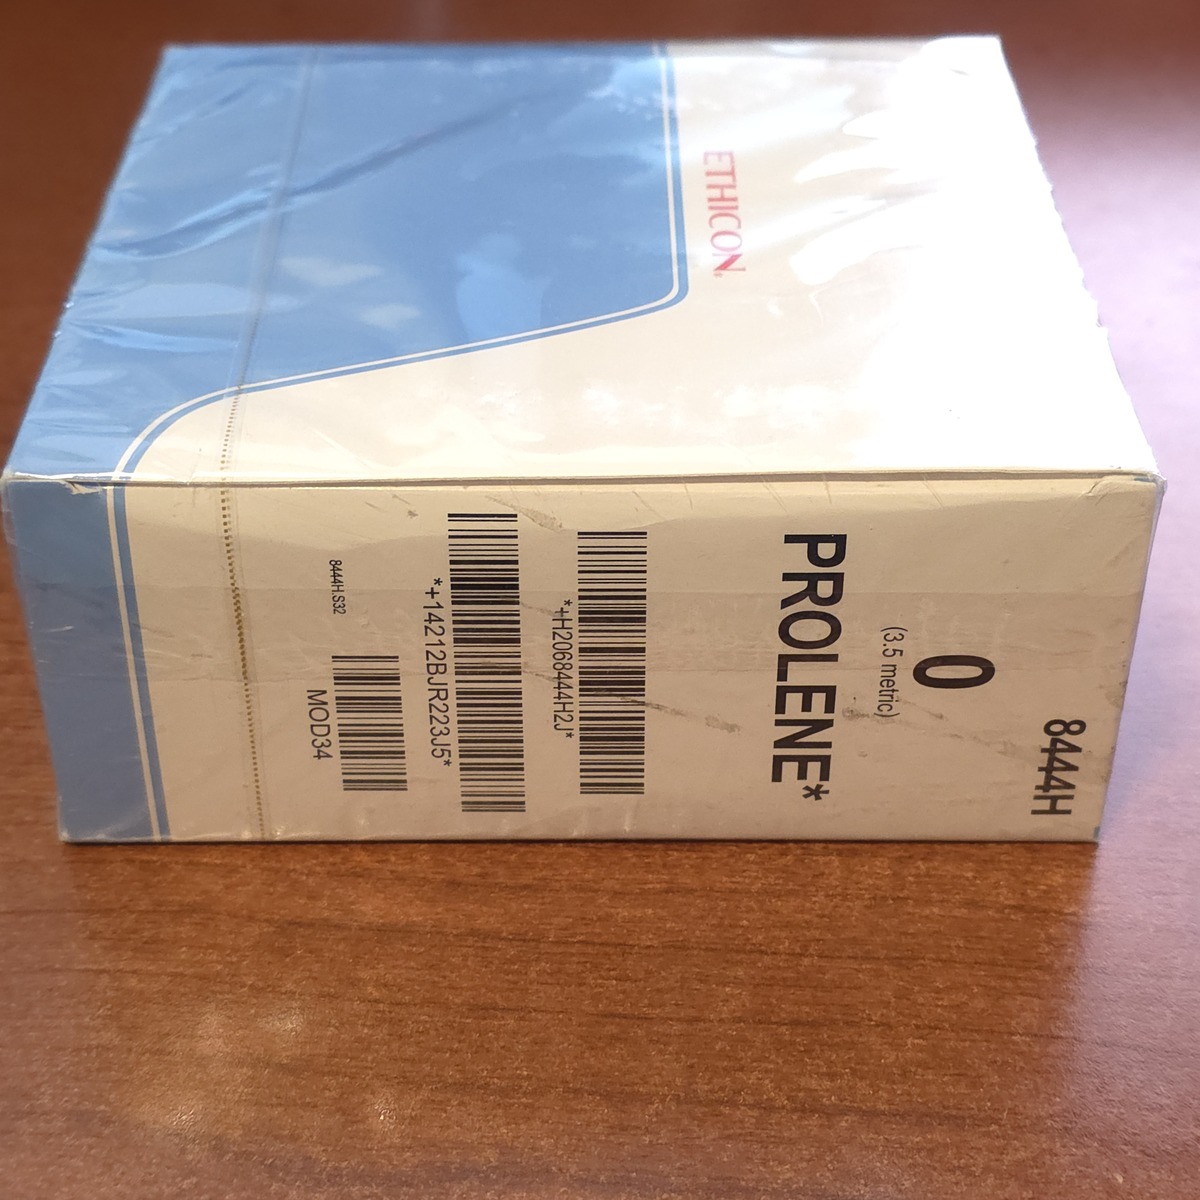 ETHICON
8444H
0
(3.5 metric)
PROLENE*
*+H2068444H2J*
*+14212BJR223J5*
8444H.S32
MOD34